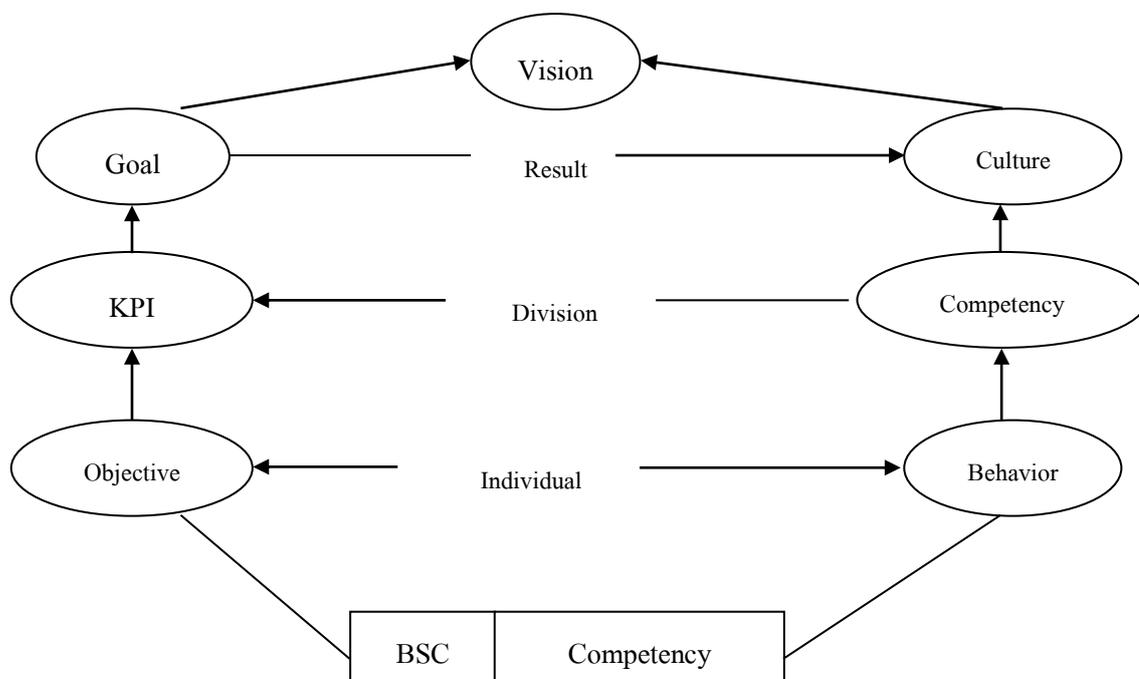 Vision
Goal
Result
Culture
KPI
Division
Competency
Objective
Individual
Behavior
BSC
Competency